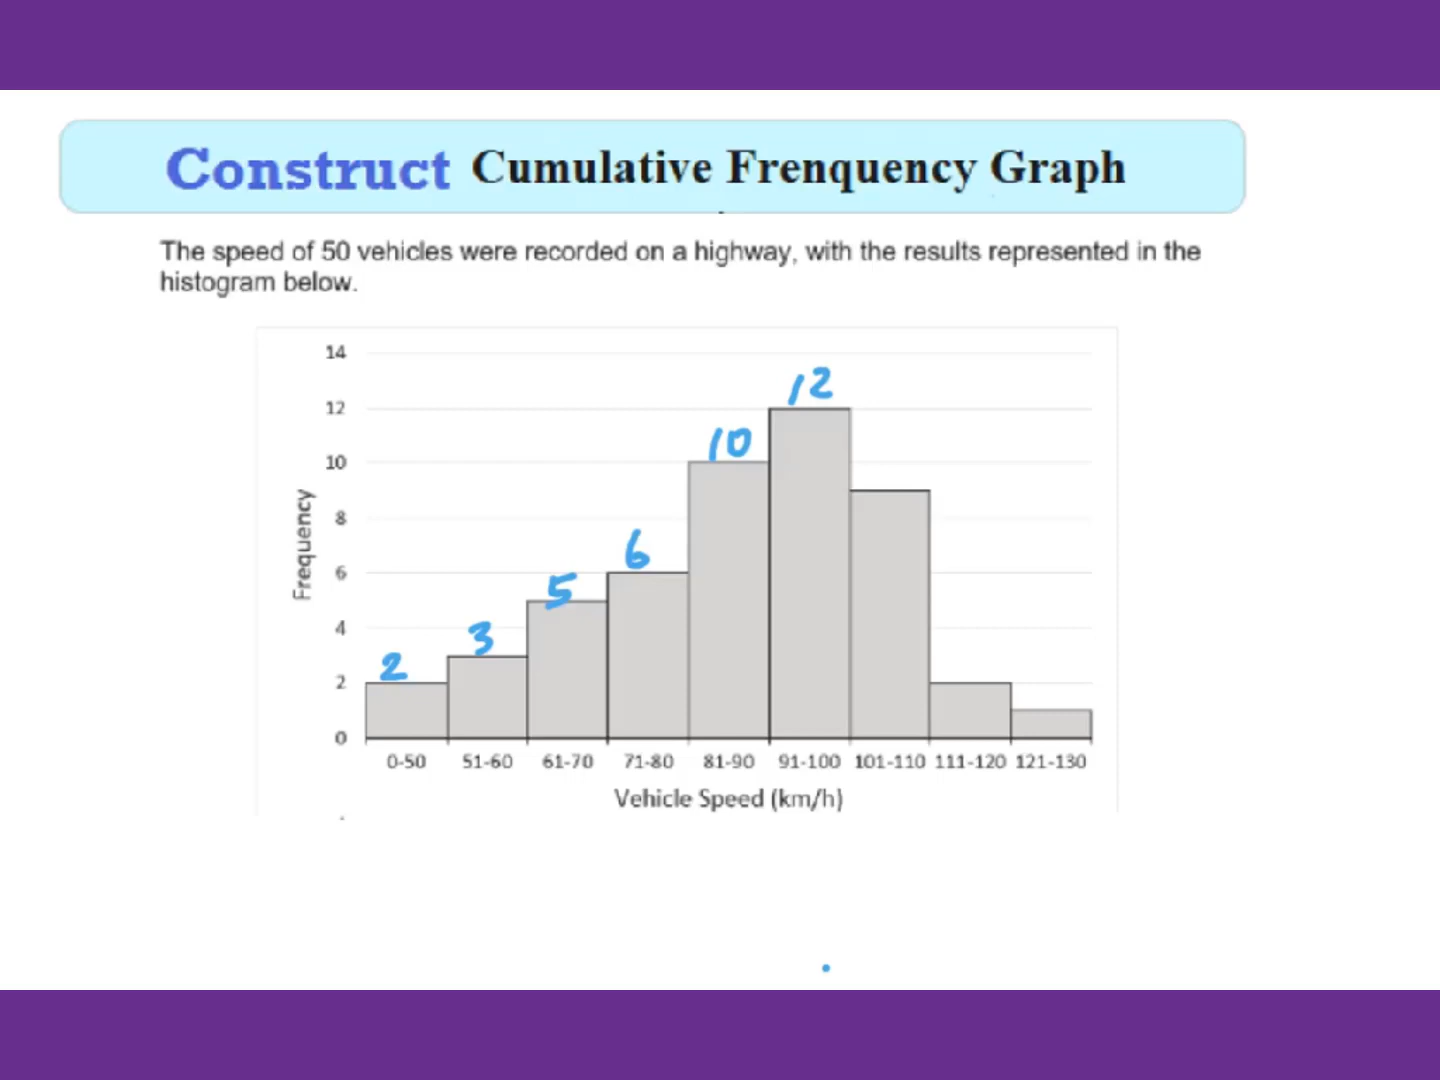 Construct Cumulative Frenquency Graph
The speed of 50 vehicles were recorded on a highway, with the results represented in the
histogram below.
14
12
12
10
10
Frequency
8
6
6
5
4
3
2
2
0
0-50 51-60 61-70 71-80 81-90 91-100 101-110 111-120 121-130
Vehicle Speed (km/h)